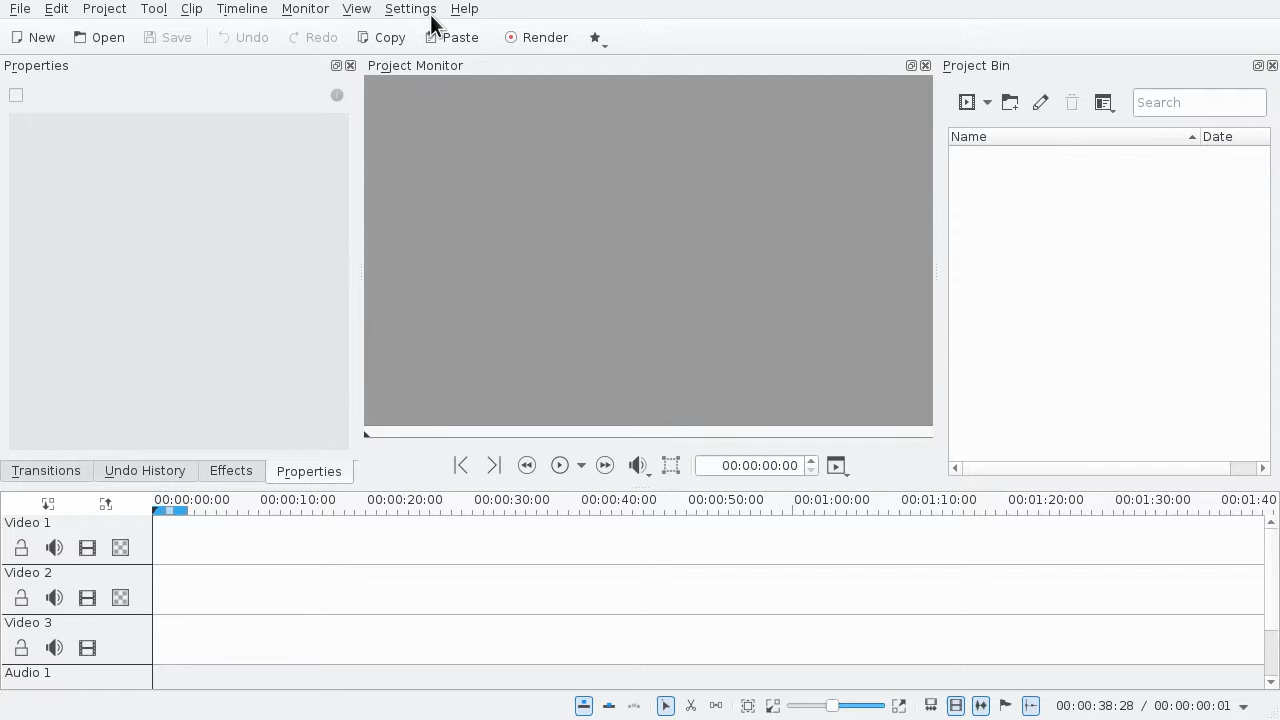 File Edit Project Tool Clip Timeline Monitor View Settings Help
New Open Save Undo Redo Copy Paste Render
Properties Project Monitor Project Bin
Search
Name Date
00:00:00:00
Transitions Undo History Effects Properties
00:00:00:00 00:00:10:00 00:00:20:00 00:00:30:00 00:00:40:00 00:00:50:00 00:01:00:00 00:01:10:00 00:01:20:00 00:01:30:00 00:01:40
Video 1
Video 2
Video 3
Audio 1
00:00:38:28 / 00:00:00:01